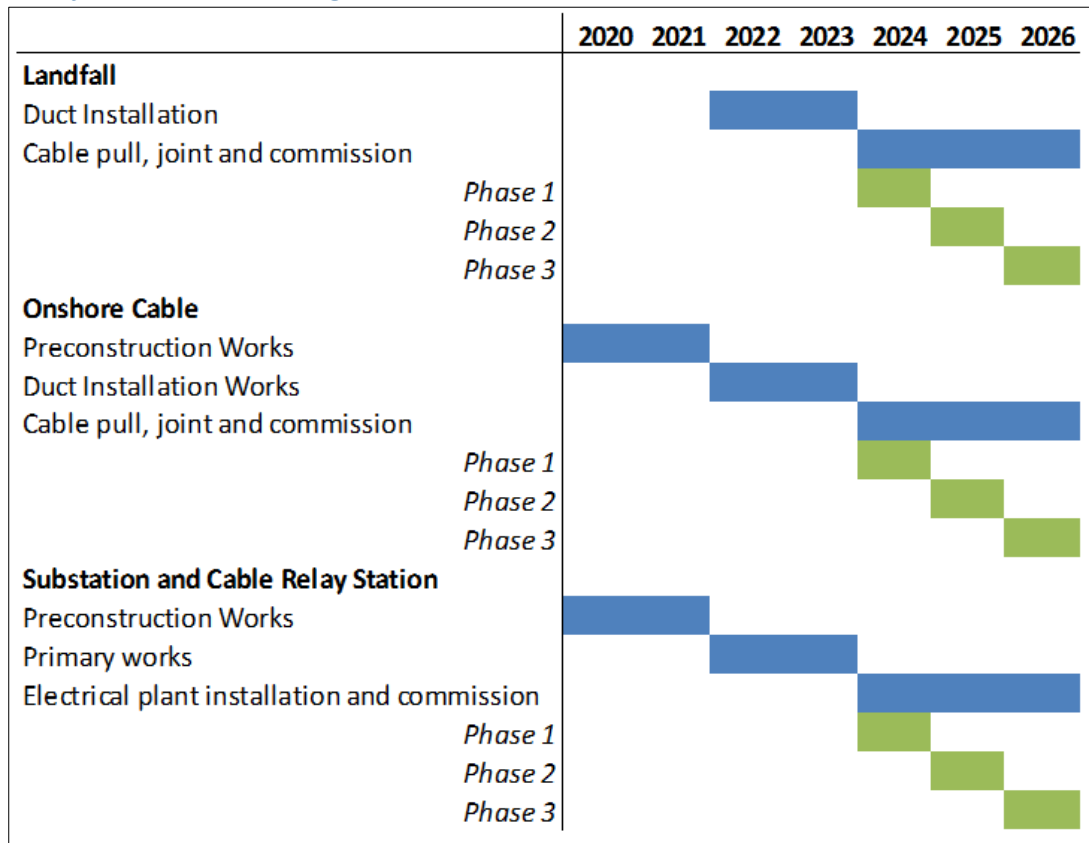 2020 2021 2022 2023 2024 2025 2026
Landfall
Duct Installation
Cable pull, joint and commission
Phase 1
Phase 2
Phase 3
Onshore Cable
Preconstruction Works
Duct Installation Works
Cable pull, joint and commission
Phase 1
Phase 2
Phase 3
Substation and Cable Relay Station
Preconstruction Works
Primary works
Electrical plant installation and commission
Phase 1
Phase 2
Phase 3